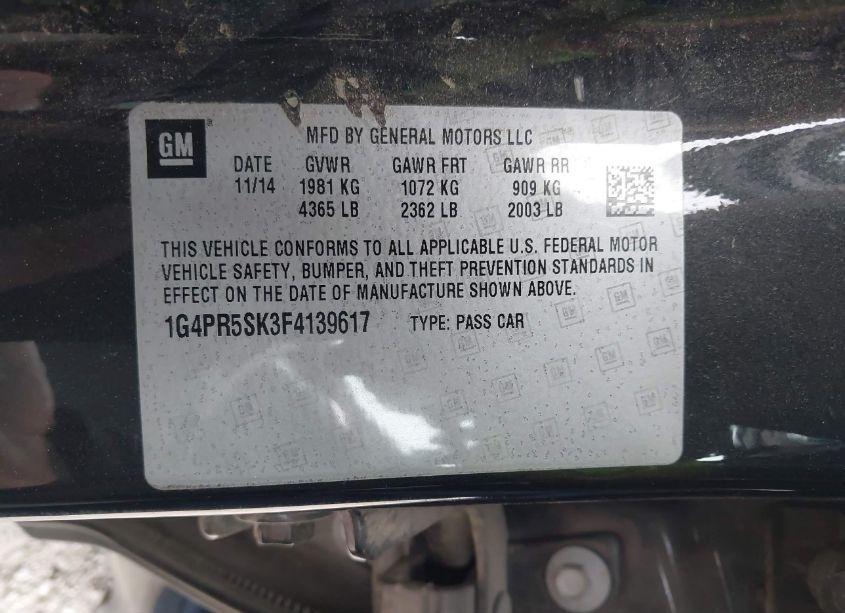 GM
MFD BY GENERAL MOTORS LLC
DATE GVWR GAWR FRT GAWR RR
11/14 1981 KG 1072 KG 909 KG
4365 LB 2362 LB 2003 LB
THIS VEHICLE CONFORMS TO ALL APPLICABLE U.S. FEDERAL MOTOR
VEHICLE SAFETY, BUMPER, AND THEFT PREVENTION STANDARDS IN
EFFECT ON THE DATE OF MANUFACTURE SHOWN ABOVE.
1G4PR5SK3F4139617 TYPE: PASS CAR